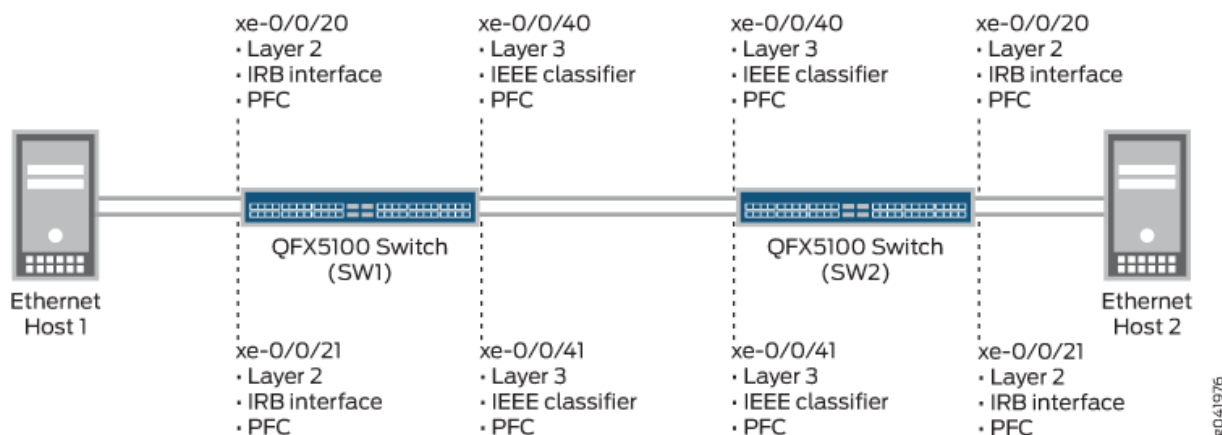 xe-0/0/20
· Layer 2
· IRB interface
· PFC
xe-0/0/40
· Layer 3
· IEEE classifier
· PFC
xe-0/0/40
· Layer 3
· IEEE classifier
· PFC
xe-0/0/20
· Layer 2
· IRB interface
· PFC
Ethernet
Host 1
QFX5100 Switch
(SW1)
QFX5100 Switch
(SW2)
Ethernet
Host 2
xe-0/0/21
· Layer 2
· IRB interface
· PFC
xe-0/0/41
· Layer 3
· IEEE classifier
· PFC
xe-0/0/41
· Layer 3
· IEEE classifier
· PFC
xe-0/0/21
· Layer 2
· IRB interface
· PFC
g041976